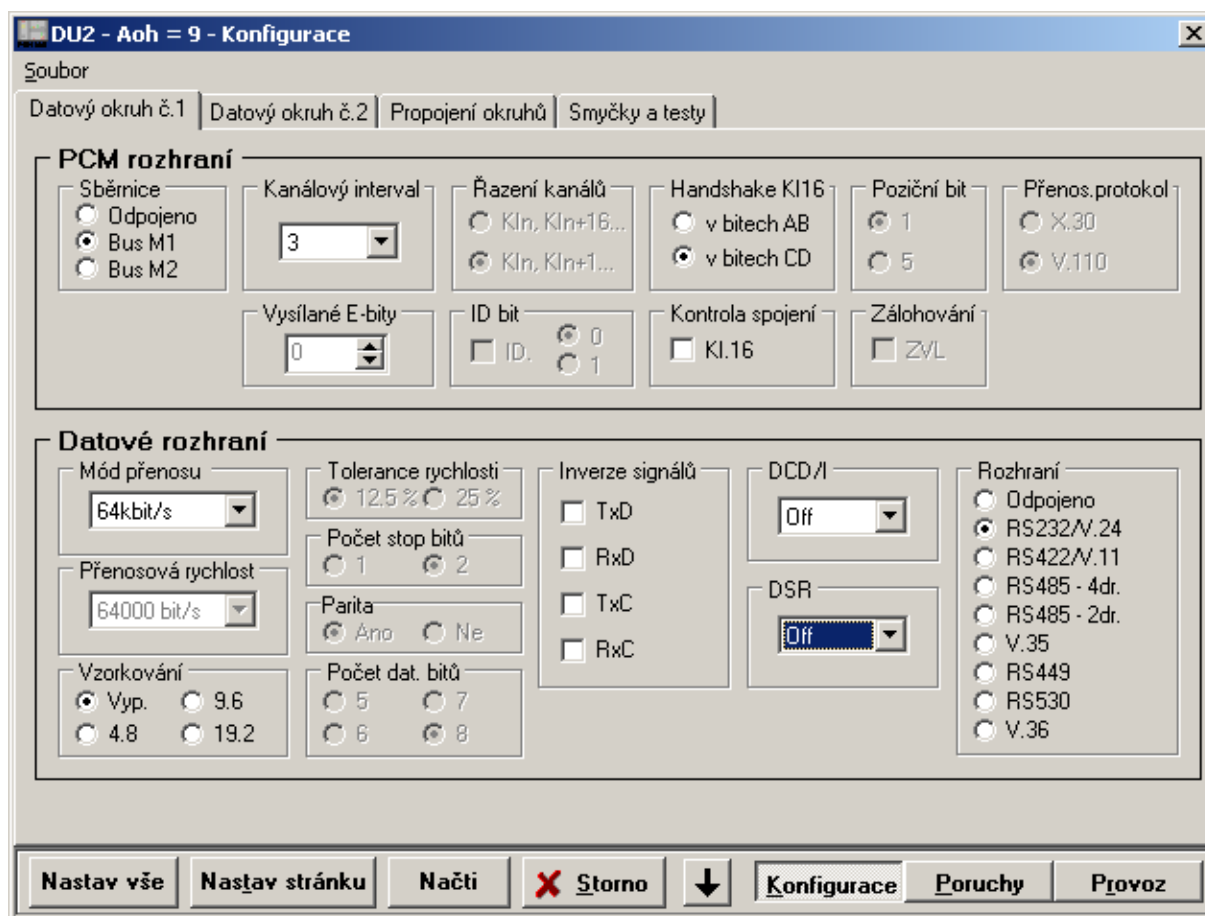 DU2 - Aoh = 9 - Konfigurace
Soubor
Datový okruh č.1 Datový okruh č.2 Propojení okruhů Smyčky a testy
PCM rozhraní
Sběrnice
Odpojeno
Bus M1
Bus M2
Kanálový interval
3
Řazení kanálů
KIn, KIn+16...
KIn, KIn+1...
Handshake KI16
v bitech AB
v bitech CD
Poziční bit
1
5
Přenos.protokol
X.30
V.110
Vysílané E-bity
0
ID bit
ID.
0
1
Kontrola spojení
KI.16
Zálohování
ZVL
Datové rozhraní
Mód přenosu
64kbit/s
Přenosová rychlost
64000 bit/s
Vzorkování
Vyp. 9.6
4.8 19.2
Tolerance rychlosti
12.5 % 25 %
Počet stop bitů
1 2
Parita
Ano Ne
Počet dat. bitů
5 7
6 8
Inverze signálů
TxD
RxD
TxC
RxC
DCD/I
Off
DSR
Off
Rozhraní
Odpojeno
RS232/V.24
RS422/V.11
RS485 - 4dr.
RS485 - 2dr.
V.35
RS449
RS530
V.36
Nastav vše Nastav stránku Načti Storno Konfigurace Poruchy Provoz